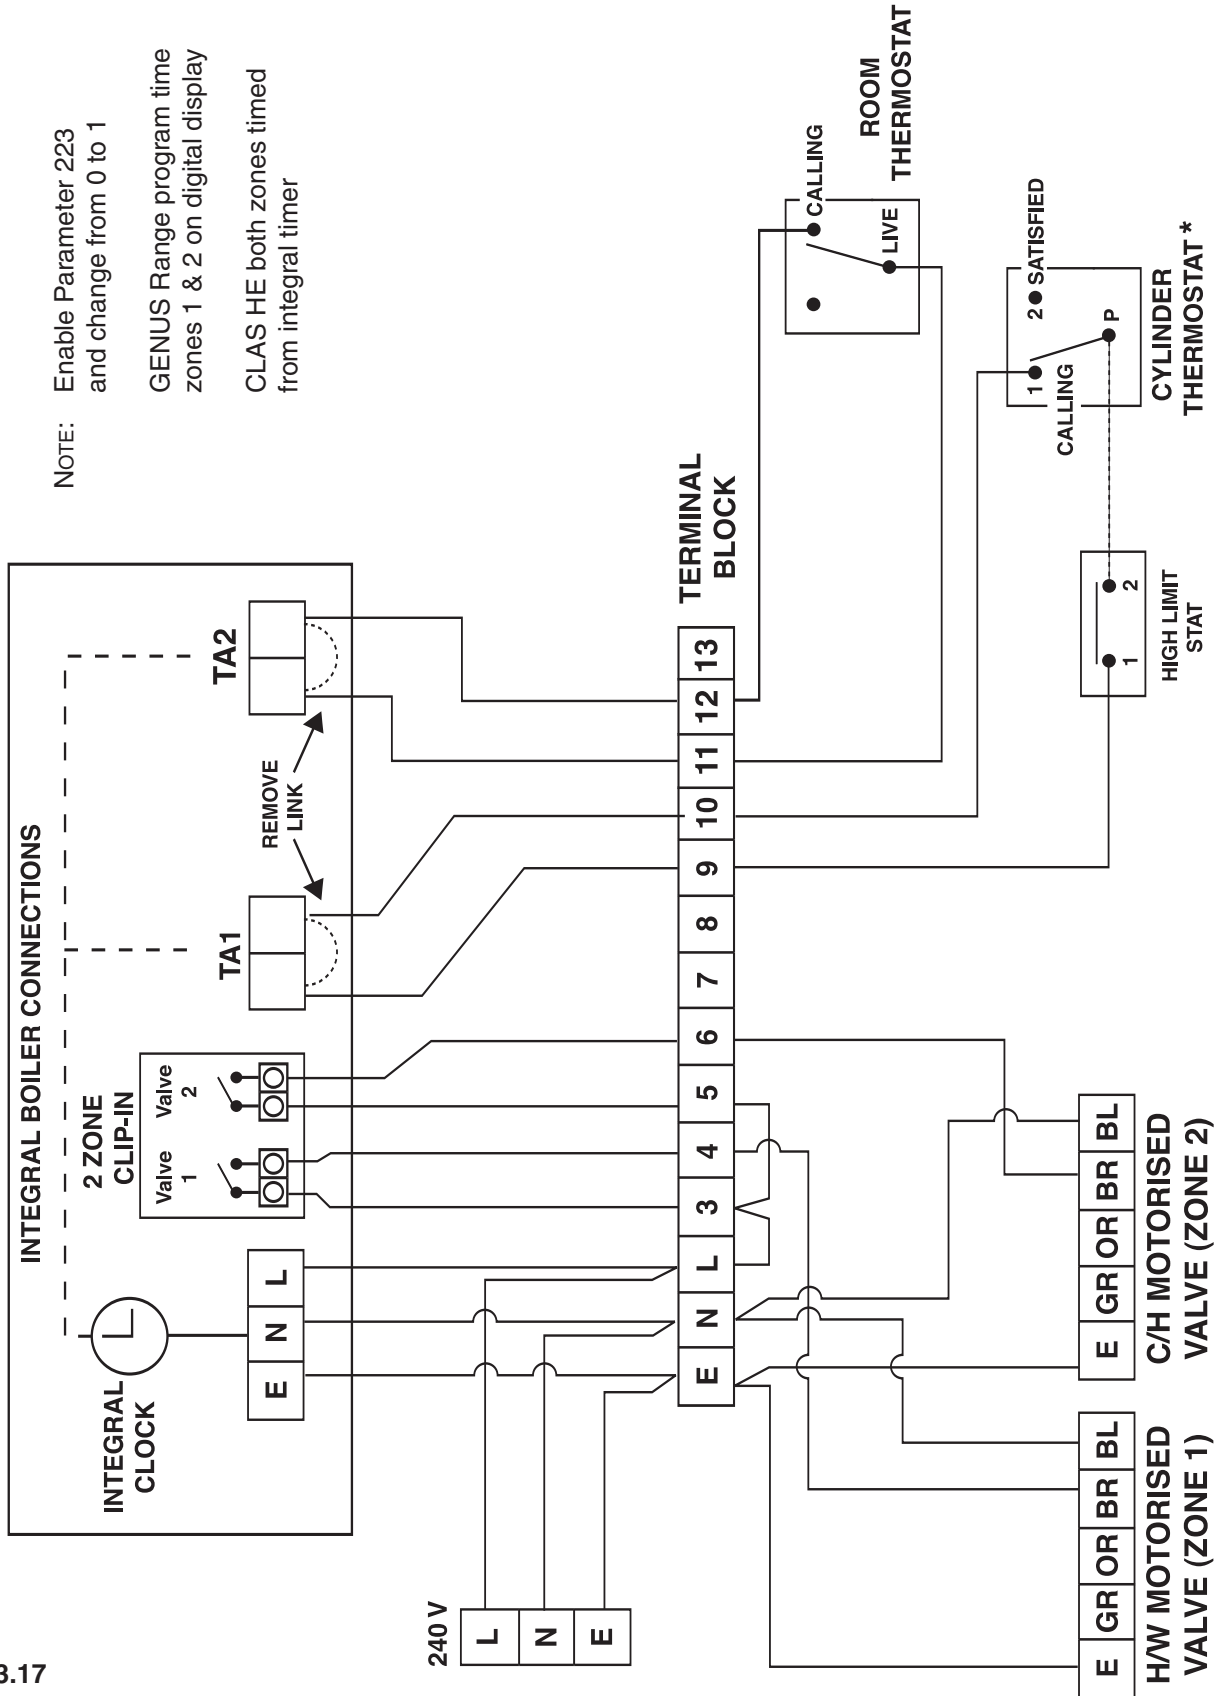 NOTE: Enable Parameter 223
and change from 0 to 1
GENUS Range program time
zones 1 & 2 on digital display
CLAS HE both zones timed
from integral timer
INTEGRAL BOILER CONNECTIONS
INTEGRAL
CLOCK
E N L
2 ZONE
CLIP-IN
Valve
1
Valve
2
TA1
TA2
REMOVE
LINK
240 V
L
N
E
TERMINAL
BLOCK
E N L 3 4 5 6 7 8 9 10 11 12 13
ROOM
THERMOSTAT
CALLING
LIVE
CYLINDER
THERMOSTAT *
1
CALLING
2 SATISFIED
P
HIGH LIMIT
STAT
1
2
H/W MOTORISED
VALVE (ZONE 1)
E GR OR BR BL
C/H MOTORISED
VALVE (ZONE 2)
E GR OR BR BL
3.17